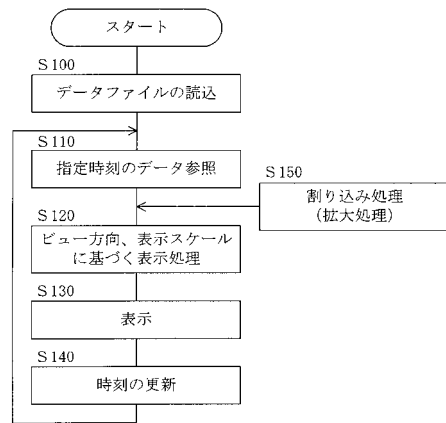 スタート
S100
データファイルの読込
S110
指定時刻のデータ参照
S150
割り込み処理
(拡大処理)
S120
ビュー方向、表示スケール
に基づく表示処理
S130
表示
S140
時刻の更新